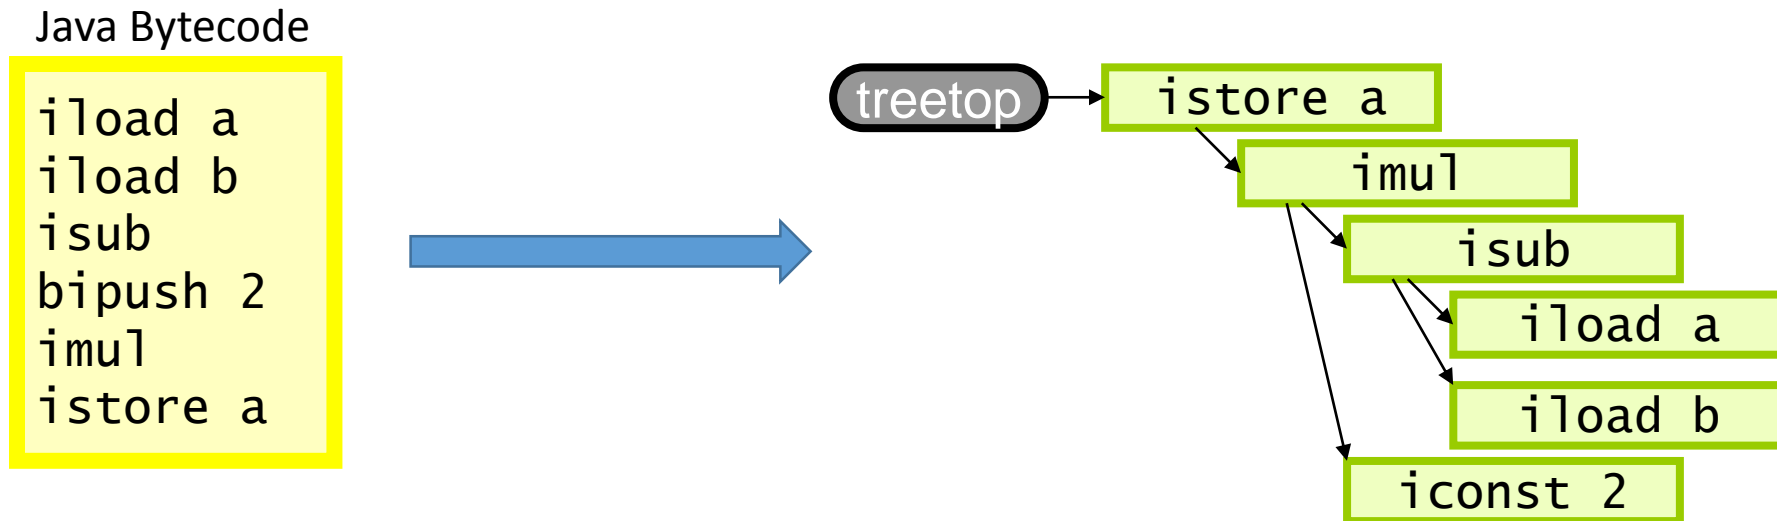 Java Bytecode
iload a
iload b
isub
bipush 2
imul
istore a
treetop
istore a
imul
isub
iload a
iload b
iconst 2